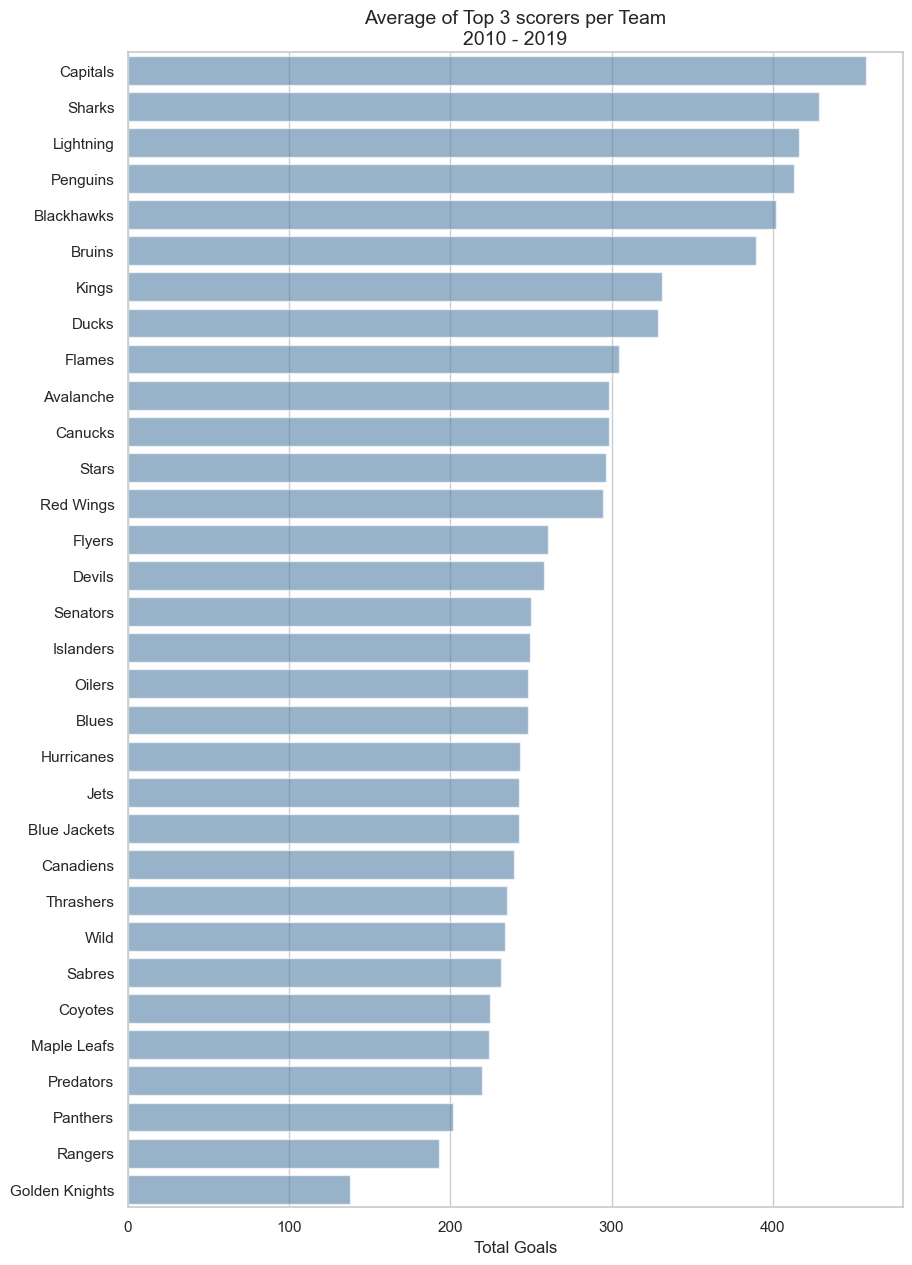 Average of Top 3 scorers per Team
2010 - 2019
Capitals
Sharks
Lightning
Penguins
Blackhawks
Bruins
Kings
Ducks
Flames
Avalanche
Canucks
Stars
Red Wings
Flyers
Devils
Senators
Islanders
Oilers
Blues
Hurricanes
Jets
Blue Jackets
Canadiens
Thrashers
Wild
Sabres
Coyotes
Maple Leafs
Predators
Panthers
Rangers
Golden Knights
0 100 200 300 400
Total Goals